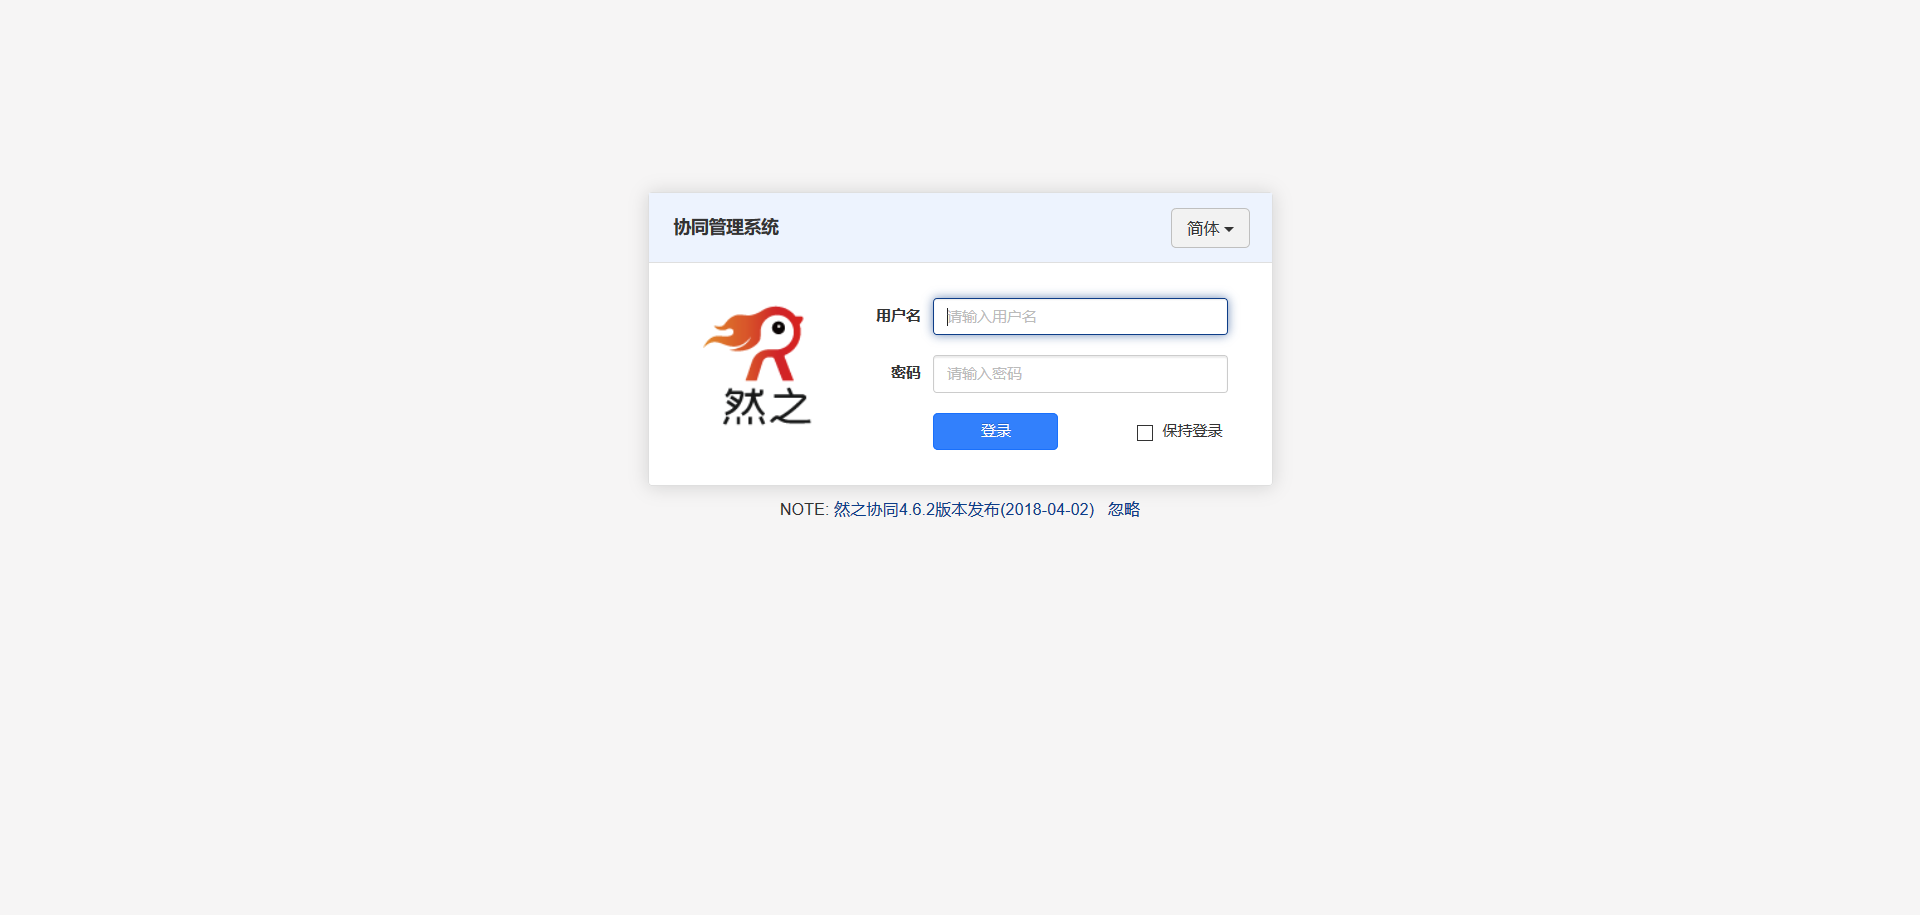 协同管理系统
简体
然之
用户名
请输入用户名
密码
请输入密码
登录
保持登录
NOTE: 然之协同4.6.2版本发布(2018-04-02) 忽略